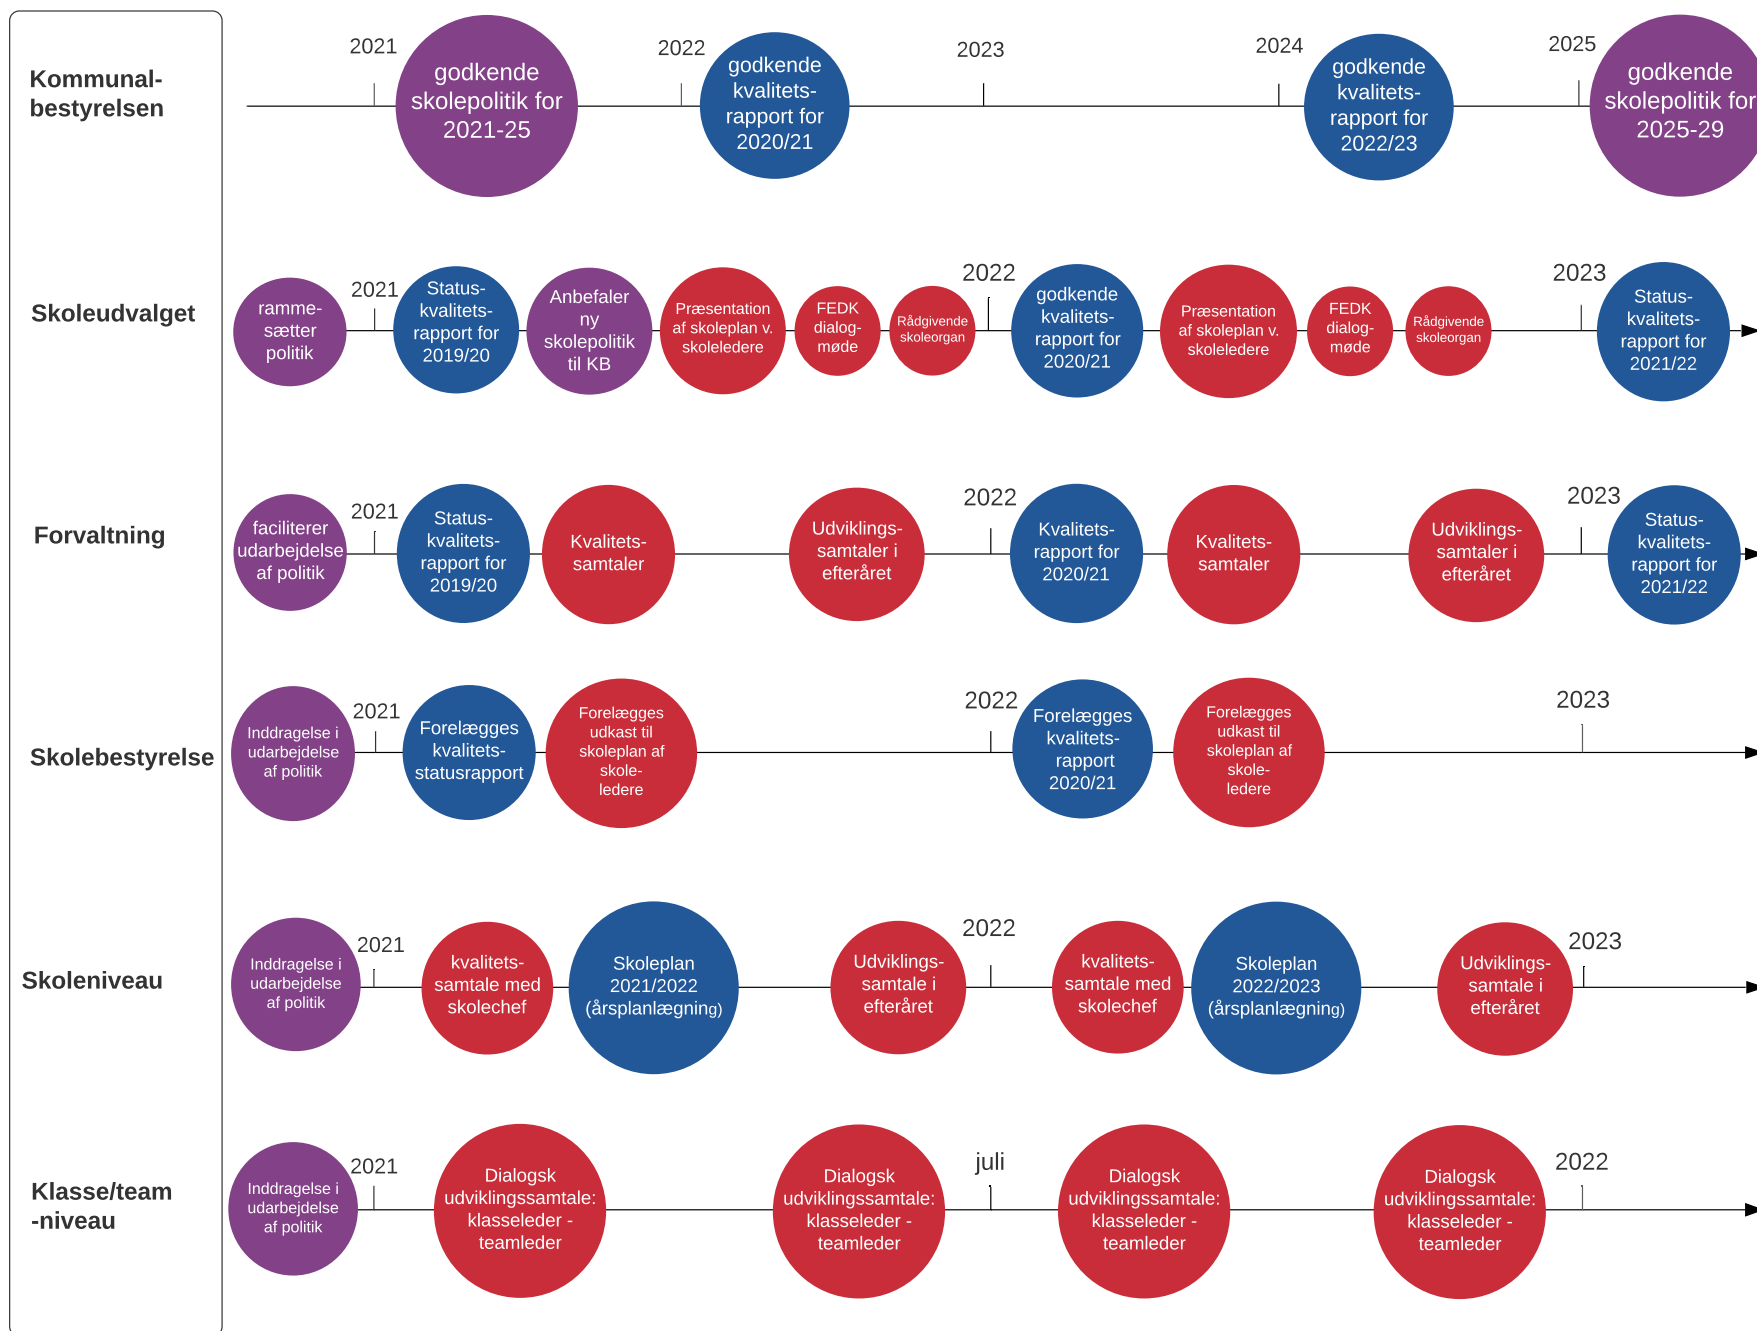 Kommunal-
bestyrelsen
2021
godkende
skolepolitik for
2021-25
2022
godkende
kvalitets-
rapport for
2020/21
2023
2024
godkende
kvalitets-
rapport for
2022/23
2025
godkende
skolepolitik for
2025-29
Skoleudvalget
ramme-
sætter
politik
2021
Status-
kvalitets-
rapport for
2019/20
Anbefaler
ny
skolepolitik
til KB
Præsentation
af skoleplan v.
skoleledere
FEDK
dialog-
møde
Rådgivende
skoleorgan
2022
godkende
kvalitets-
rapport for
2020/21
Præsentation
af skoleplan v.
skoleledere
FEDK
dialog-
møde
Rådgivende
skoleorgan
2023
Status-
kvalitets-
rapport for
2021/22
Forvaltning
faciliterer
udarbejdelse
af politik
2021
Status-
kvalitets-
rapport for
2019/20
Kvalitets-
samtaler
Udviklings-
samtaler i
efteråret
2022
Kvalitets-
rapport for
2020/21
Kvalitets-
samtaler
Udviklings-
samtaler i
efteråret
2023
Status-
kvalitets-
rapport for
2021/22
Skolebestyrelse
Inddragelse i
udarbejdelse
af politik
2021
Forelægges
kvalitets-
statusrapport
Forelægges
udkast til
skoleplan af
skole-
ledere
2022
Forelægges
kvalitets-
rapport
2020/21
Forelægges
udkast til
skoleplan af
skole-
ledere
2023
Skoleniveau
Inddragelse i
udarbejdelse
af politik
2021
kvalitets-
samtale med
skolechef
Skoleplan
2021/2022
(årsplanlægning)
Udviklings-
samtale i
efteråret
2022
kvalitets-
samtale med
skolechef
Skoleplan
2022/2023
(årsplanlægning)
Udviklings-
samtale i
efteråret
2023
Klasse/team
-niveau
Inddragelse i
udarbejdelse
af politik
2021
Dialogsk
udviklingssamtale:
klasseleder -
teamleder
Dialogsk
udviklingssamtale:
klasseleder -
teamleder
juli
Dialogsk
udviklingssamtale:
klasseleder -
teamleder
Dialogsk
udviklingssamtale:
klasseleder -
teamleder
2022